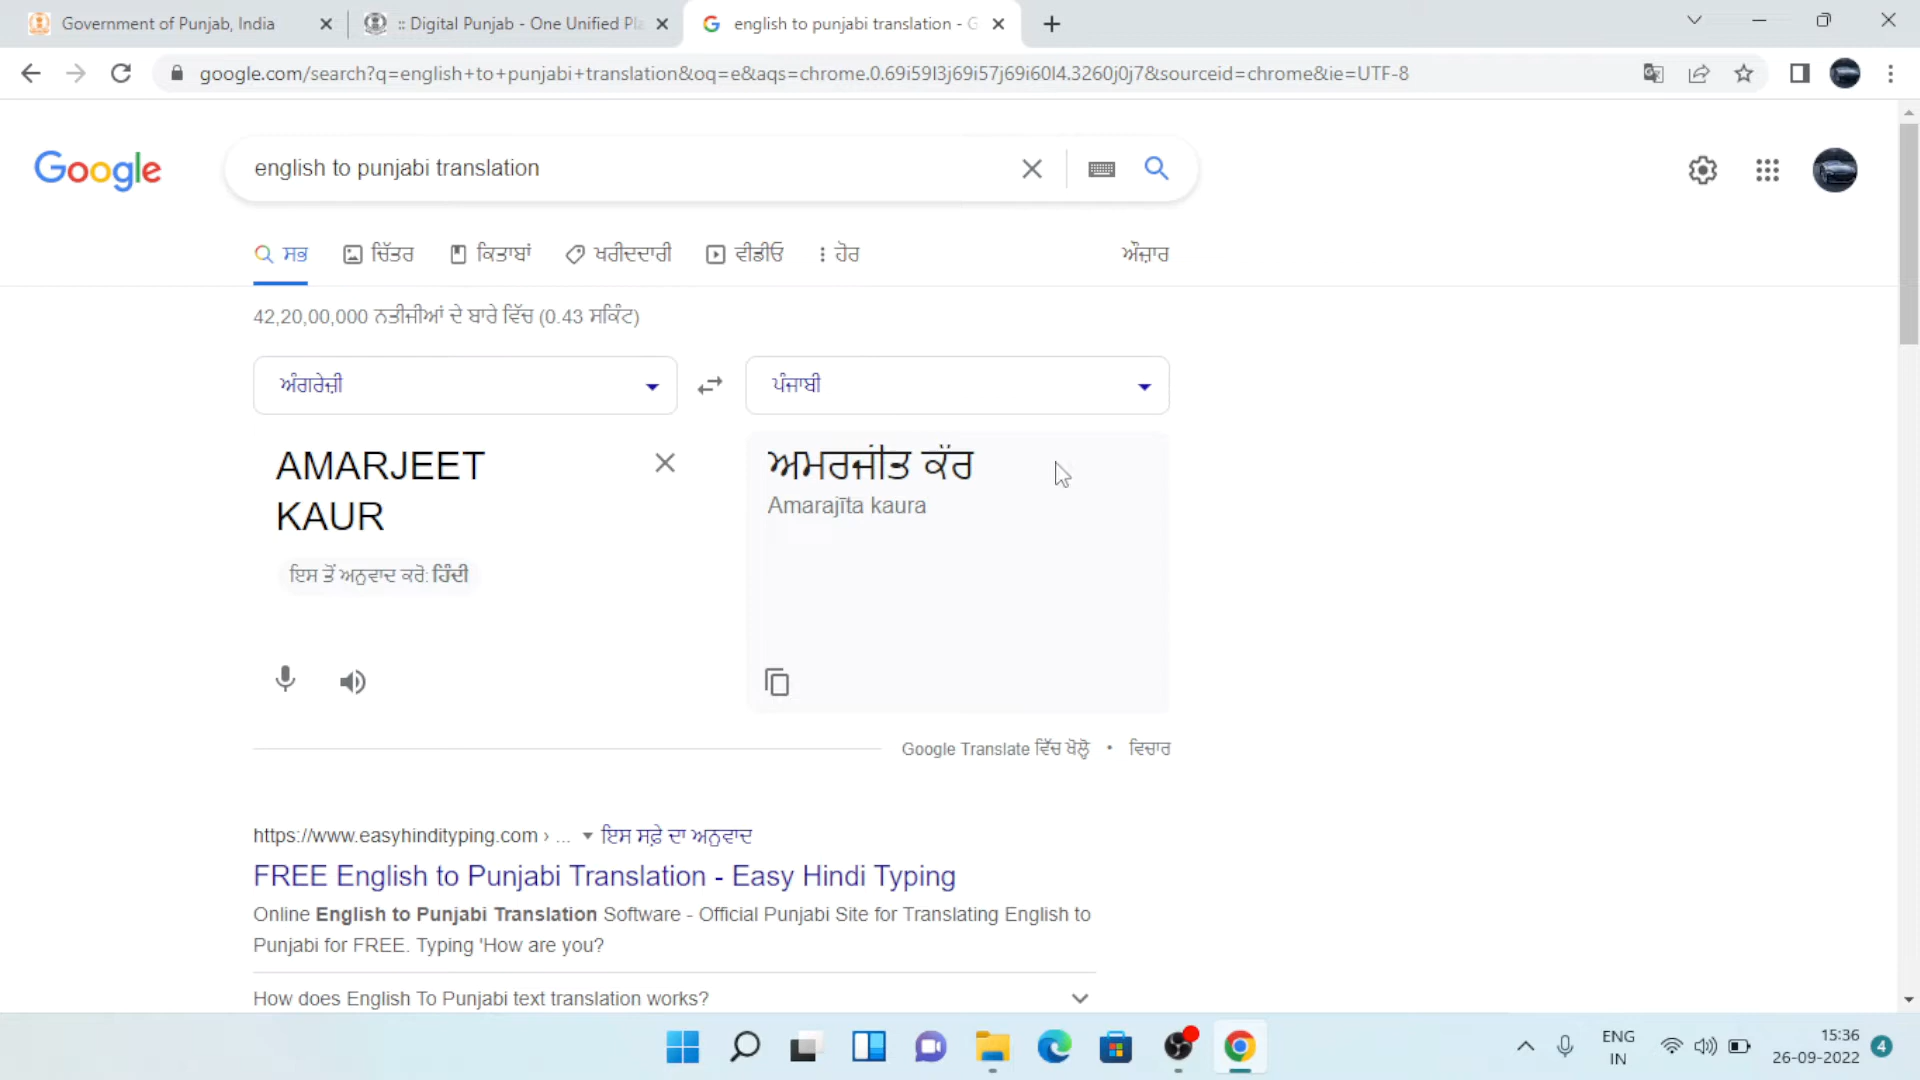 Government of Punjab, India
:: Digital Punjab - One Unified Pla
english to punjabi translation - G
google.com/search?q=english+to+punjabi+translation&oq=e&aqs=chrome.0.69i59l3j69i57j69i60l4.3260j0j7&sourceid=chrome&ie=UTF-8
Google
english to punjabi translation
ਸਭ ਚਿੱਤਰ ਕਿਤਾਬਾਂ ਖਰੀਦਦਾਰੀ ਵੀਡੀਓ ਹੋਰ ਔਜ਼ਾਰ
42,20,00,000 ਨਤੀਜੀਆਂ ਦੇ ਬਾਰੇ ਵਿੱਚ (0.43 ਸਕਿੰਟ)
ਅੰਗਰੇਜ਼ੀ
ਪੰਜਾਬੀ
AMARJEET
KAUR
ਅਮਰਜੀਤ ਕੌਰ
Amarajīta kaura
ਇਸ ਤੋਂ ਅਨੁਵਾਦ ਕਰੋ: ਹਿੰਦੀ
Google Translate ਵਿੱਚ ਖੋਲ੍ਹੋ • ਵਿਚਾਰ
https://www.easyhindityping.com › ... ਇਸ ਸਫ਼ੇ ਦਾ ਅਨੁਵਾਦ
FREE English to Punjabi Translation - Easy Hindi Typing
Online English to Punjabi Translation Software - Official Punjabi Site for Translating English to
Punjabi for FREE. Typing 'How are you?
How does English To Punjabi text translation works?
ENG
IN
15:36
26-09-2022
4